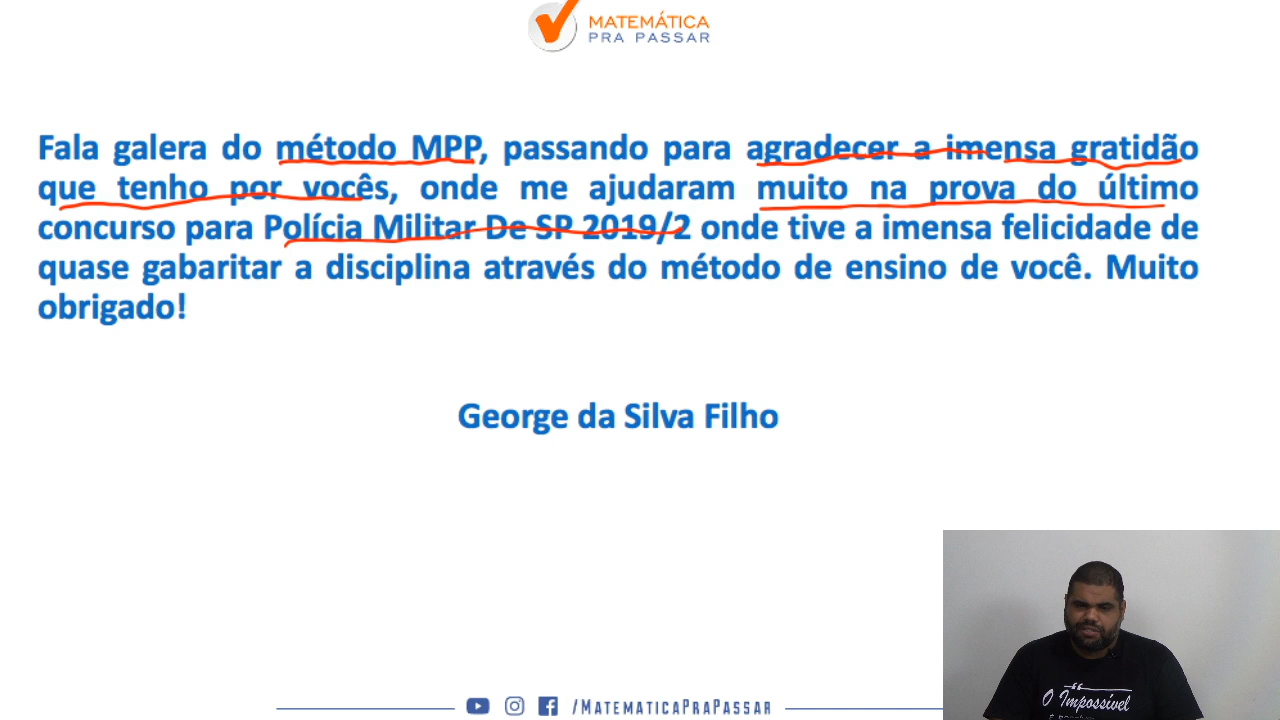 MATEMÁTICA
PRA PASSAR
Fala galera do método MPP, passando para agradecer a imensa gratidão
que tenho por vocês, onde me ajudaram muito na prova do último
concurso para Polícia Militar De SP 2019/2 onde tive a imensa felicidade de
quase gabaritar a disciplina através do método de ensino de você. Muito
obrigado!
George da Silva Filho
O Impossível
/MATEMATICAPRAPASSAR